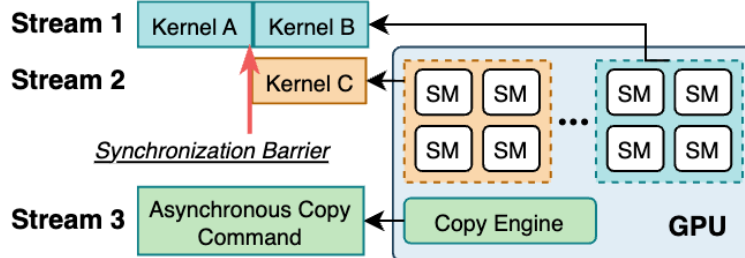 Stream 1 Kernel A Kernel B
Stream 2 Kernel C SM SM SM SM
Synchronization Barrier SM SM ••• SM SM
Stream 3 Asynchronous Copy Command Copy Engine GPU